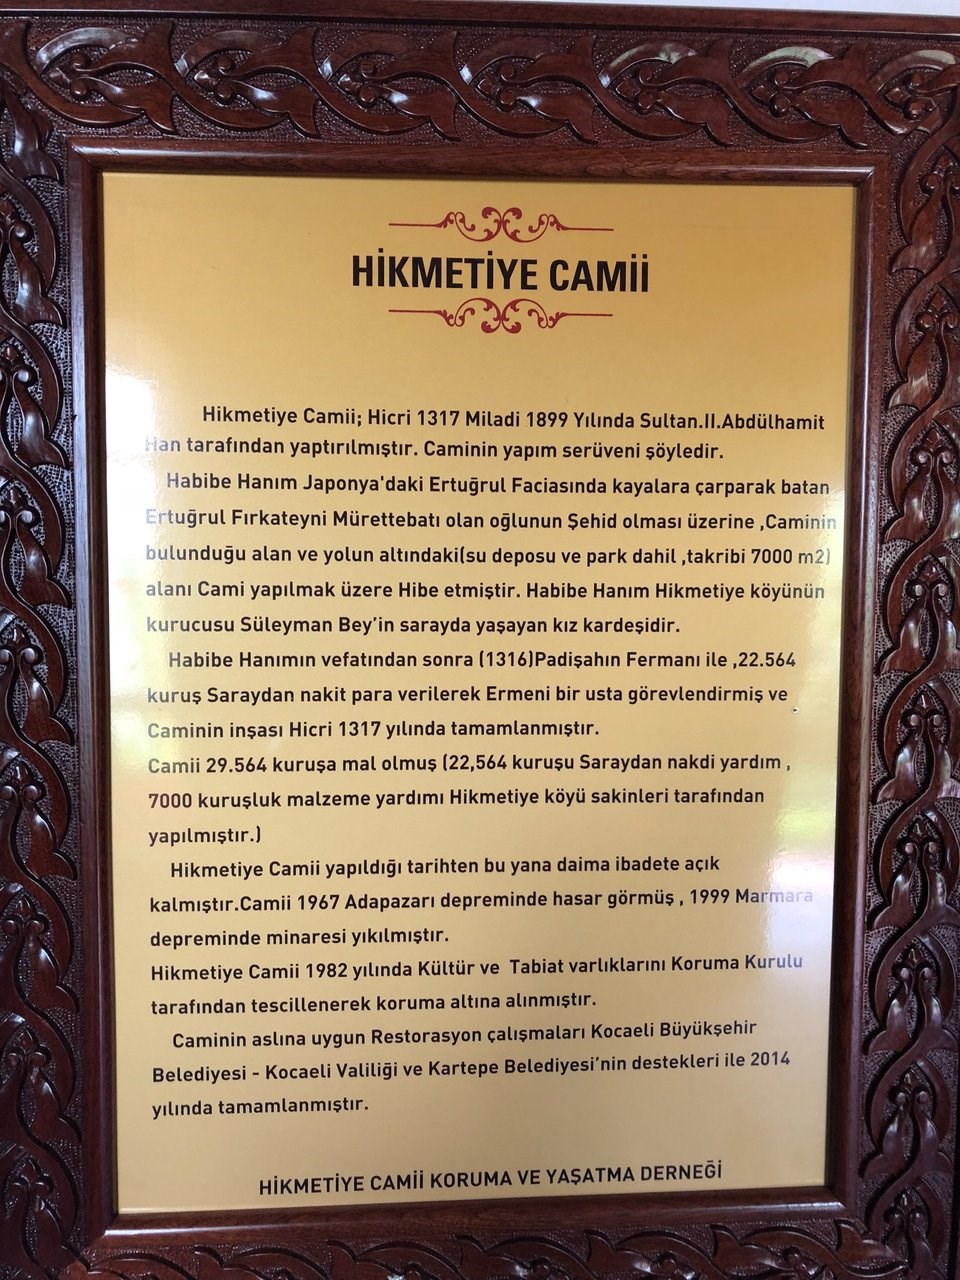 HİKMETİYE CAMİİ
Hikmetiye Camii; Hicri 1317 Miladi 1899 Yılında Sultan.II.Abdülhamit
Han tarafından yaptırılmıştır. Caminin yapım serüveni şöyledir.
Habibe Hanım Japonya'daki Ertuğrul Faciasında kayalara çarparak batan
Ertuğrul Fırkateyni Mürettebatı olan oğlunun Şehid olması üzerine ,Caminin
bulunduğu alan ve yolun altındaki(su deposu ve park dahil ,takribi 7000 m2)
alanı Cami yapılmak üzere Hibe etmiştir. Habibe Hanım Hikmetiye köyünün
kurucusu Süleyman Bey'in sarayda yaşayan kız kardeşidir.
Habibe Hanımın vefatından sonra (1316)Padişahın Fermanı ile ,22.564
kuruş Saraydan nakit para verilerek Ermeni bir usta görevlendirmiş ve
Caminin inşası Hicri 1317 yılında tamamlanmıştır.
Camii 29.564 kuruşa mal olmuş (22,564 kuruşu Saraydan nakdi yardım ,
7000 kuruşluk malzeme yardımı Hikmetiye köyü sakinleri tarafından
yapılmıştır.)
Hikmetiye Camii yapıldığı tarihten bu yana daima ibadete açık
kalmıştır.Camii 1967 Adapazarı depreminde hasar görmüş , 1999 Marmara
depreminde minaresi yıkılmıştır.
Hikmetiye Camii 1982 yılında Kültür ve Tabiat varlıklarını Koruma Kurulu
tarafından tescillenerek koruma altına alınmıştır.
Caminin aslına uygun Restorasyon çalışmaları Kocaeli Büyükşehir
Belediyesi - Kocaeli Valiliği ve Kartepe Belediyesi'nin destekleri ile 2014
yılında tamamlanmıştır.
HİKMETİYE CAMİİ KORUMA VE YAŞATMA DERNEĞİ